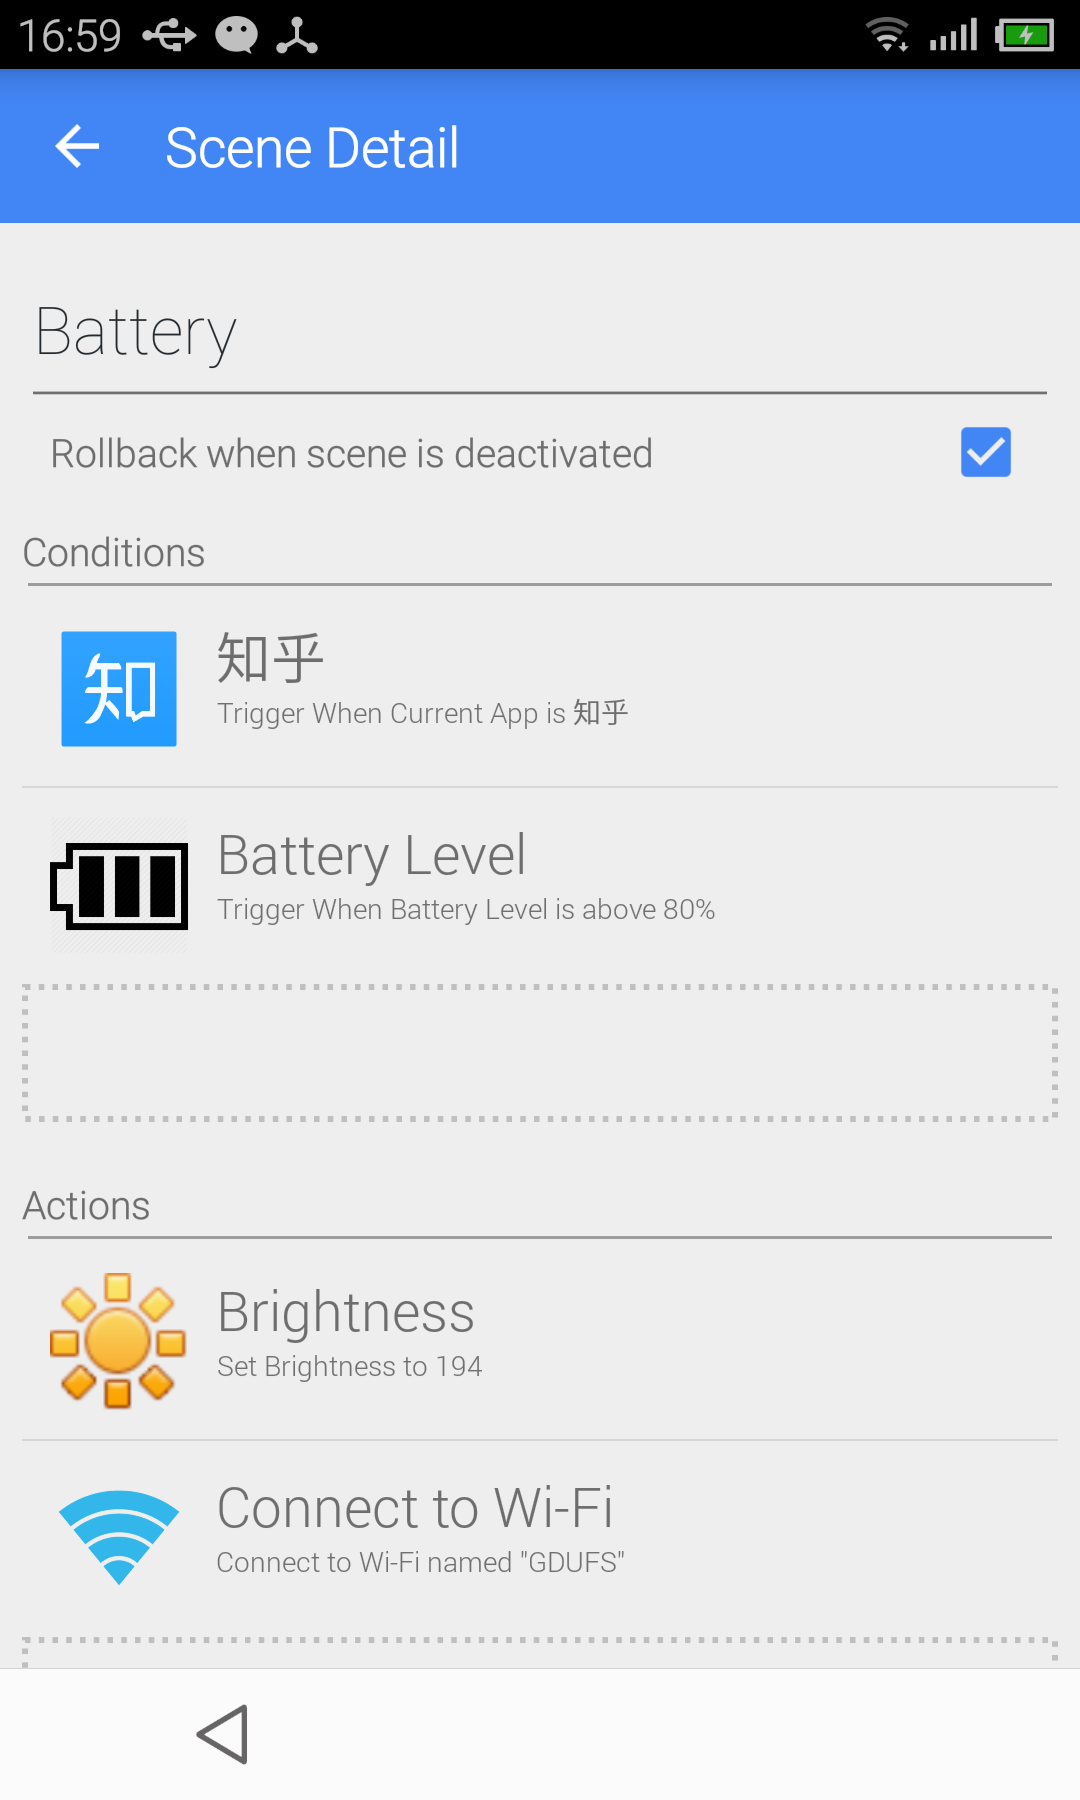 16:59
Scene Detail
Battery
Rollback when scene is deactivated
Conditions
知
知乎
Trigger When Current App is 知乎
Battery Level
Trigger When Battery Level is above 80%
Actions
Brightness
Set Brightness to 194
Connect to Wi-Fi
Connect to Wi-Fi named "GDUFS"